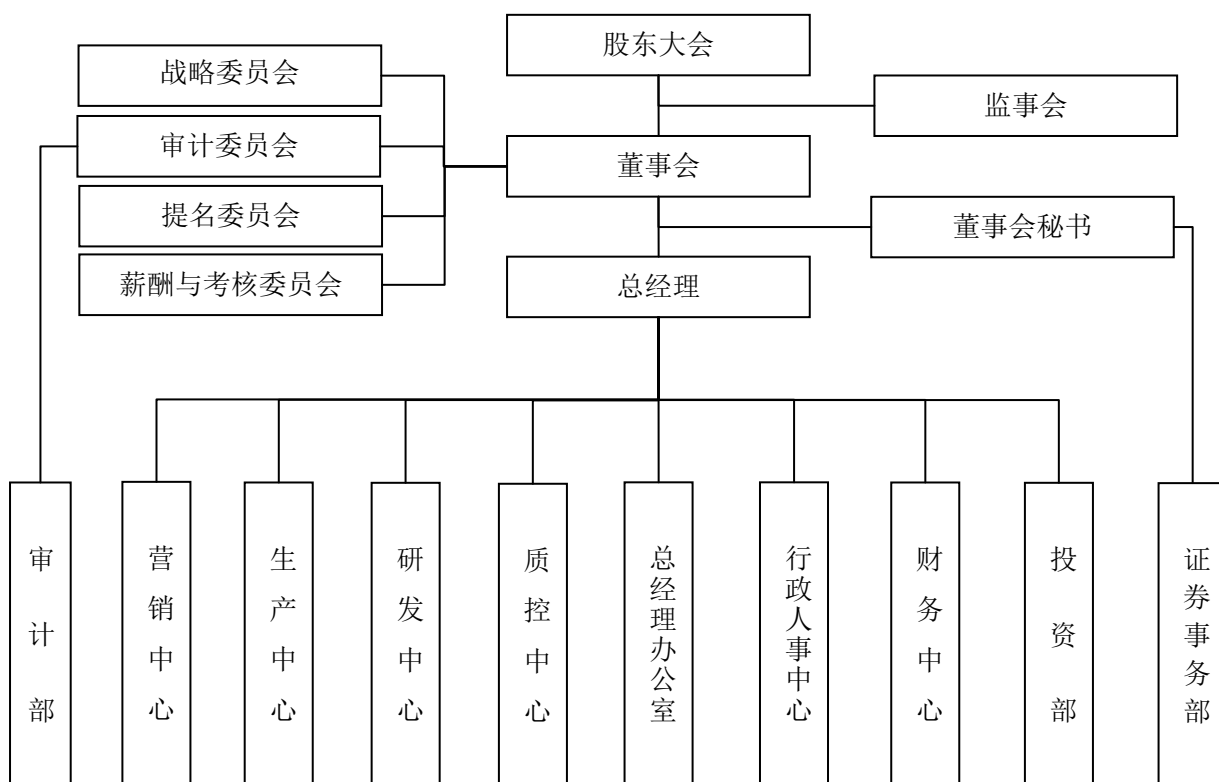 股东大会
战略委员会
监事会
审计委员会
董事会
提名委员会
董事会秘书
薪酬与考核委员会
总经理
审计部
营销中心
生产中心
研发中心
质控中心
总经理办公室
行政人事中心
财务中心
投资部
证券事务部